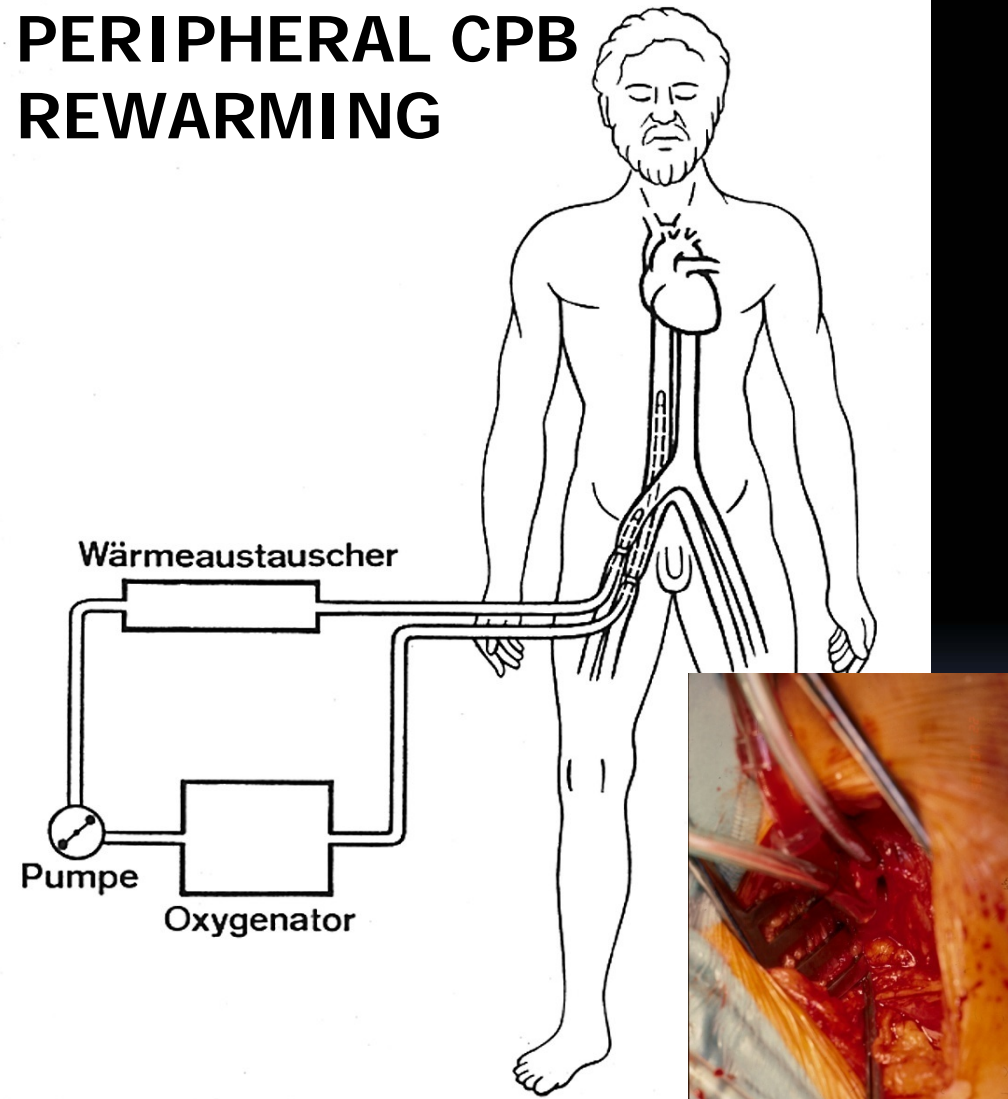 PERIPHERAL CPB
REWARMING
Wärmeaustauscher
Pumpe
Oxygenator